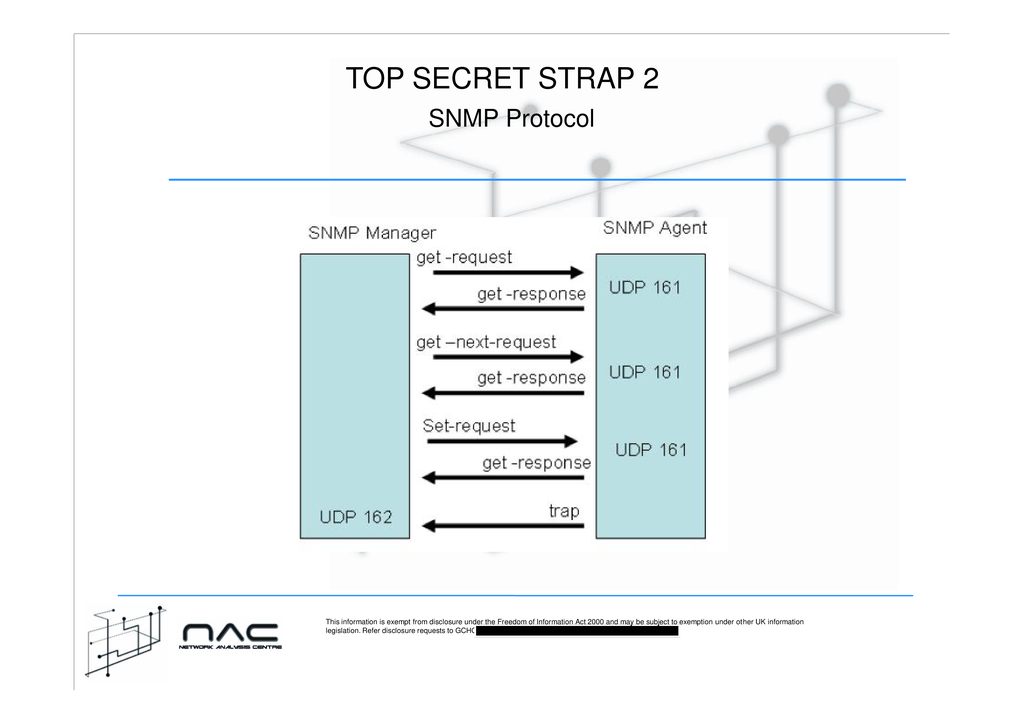 TOP SECRET STRAP 2
SNMP Protocol
SNMP Manager
SNMP Agent
get -request
UDP 161
get -response
get –next-request
UDP 161
get -response
Set-request
UDP 161
get -response
trap
UDP 162
NAC
NETWORK ANALYSIS CENTRE
This information is exempt from disclosure under the Freedom of Information Act 2000 and may be subject to exemption under other UK information
legislation. Refer disclosure requests to GCHQ